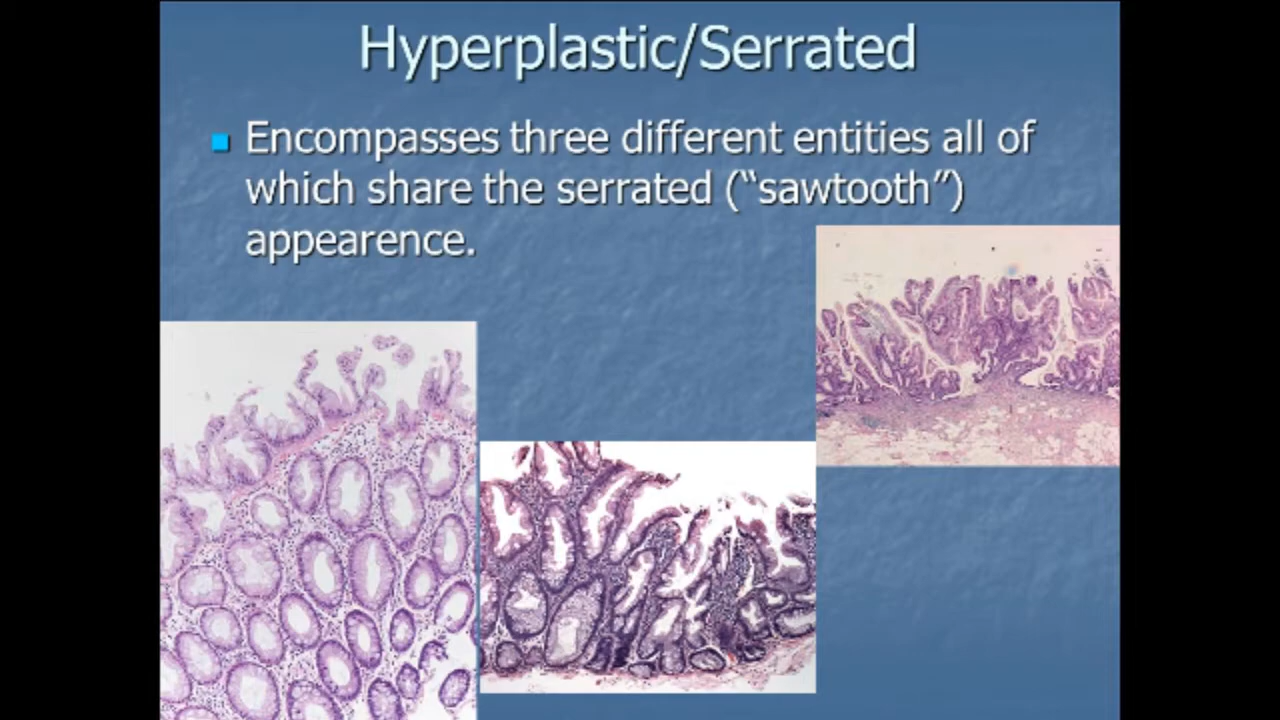 Hyperplastic/Serrated
Encompasses three different entities all of
which share the serrated (“sawtooth”)
appearence.